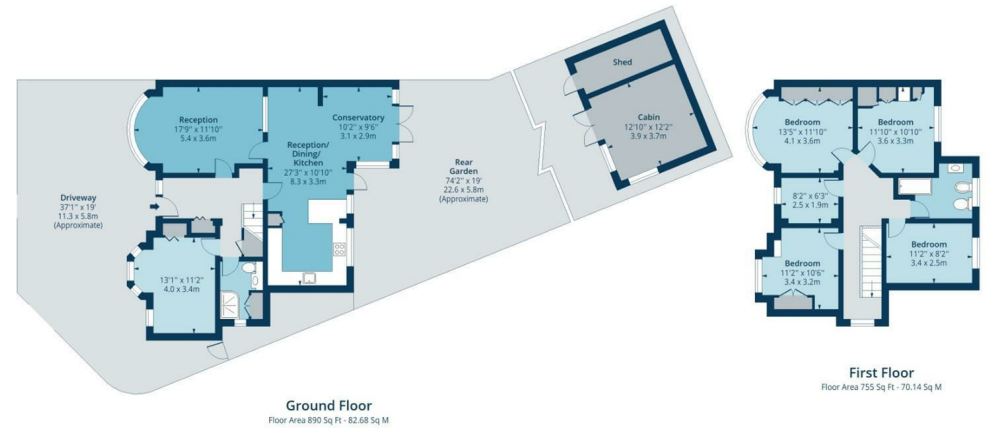 Reception
17'9" x 11'10"
5.4 x 3.6m
Conservatory
10'2" x 9'6"
3.1 x 2.9m
Reception/
Dining/
Kitchen
27'3" x 10'10"
8.3 x 3.3m
Driveway
37'1" x 19'
11.3 x 5.8m
(Approximate)
13'1" x 11'2"
4.0 x 3.4m
Rear
Garden
74'2" x 19'
22.6 x 5.8m
(Approximate)
Shed
Cabin
12'10" x 12'2"
3.9 x 3.7m
Ground Floor
Floor Area 890 Sq Ft - 82.68 Sq M
Bedroom
13'5" x 11'10"
4.1 x 3.6m
Bedroom
11'10" x 10'10"
3.6 x 3.3m
8'2" x 6'3"
2.5 x 1.9m
Bedroom
11'2" x 10'6"
3.4 x 3.2m
Bedroom
11'2" x 8'2"
3.4 x 2.5m
First Floor
Floor Area 755 Sq Ft - 70.14 Sq M